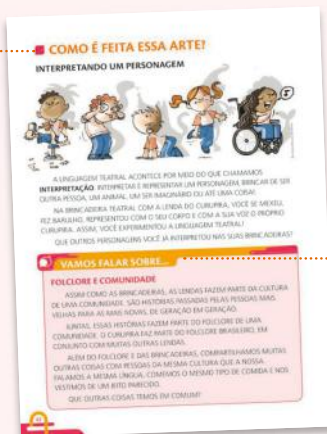 COMO É FEITA ESSA ARTE?
INTERPRETANDO UM PERSONAGEM
A LINGUAGEM TEATRAL ACONTECE POR MEIO DO QUE CHAMAMOS
INTERPRETAÇÃO. INTERPRETAR É REPRESENTAR UM PERSONAGEM, BRINCAR DE SER
OUTRA PESSOA, UM ANIMAL, UM SER IMAGINÁRIO OU ATÉ UMA COISA!
NA BRINCADEIRA TEATRAL COM A LENDA DO CURUPIRA, VOCÊ SE MEXEU,
FEZ BARULHO, REPRESENTOU COM O SEU CORPO E COM A SUA VOZ O PRÓPRIO
CURUPIRA. ASSIM, VOCÊ EXPERIMENTOU A LINGUAGEM TEATRAL!
QUE OUTROS PERSONAGENS VOCÊ JÁ INTERPRETOU NAS SUAS BRINCADEIRAS?
VAMOS FALAR SOBRE...
FOLCLORE E COMUNIDADE
ASSIM COMO AS BRINCADEIRAS, AS LENDAS FAZEM PARTE DA CULTURA
DE UMA COMUNIDADE. SÃO HISTÓRIAS PASSADAS PELAS PESSOAS MAIS
VELHAS PARA AS MAIS NOVAS, DE GERAÇÃO EM GERAÇÃO.
JUNTAS, ESSAS HISTÓRIAS FAZEM PARTE DO FOLCLORE DE UMA
COMUNIDADE. O CURUPIRA FAZ PARTE DO FOLCLORE BRASILEIRO, EM
CONJUNTO COM MUITAS OUTRAS LENDAS.
ALÉM DO FOLCLORE E DAS BRINCADEIRAS, COMPARTILHAMOS MUITAS
OUTRAS COISAS COM PESSOAS DA MESMA CULTURA QUE A NOSSA.
FALAMOS A MESMA LÍNGUA, COMEMOS O MESMO TIPO DE COMIDA E NOS
VESTIMOS DE UM JEITO PARECIDO.
QUE OUTRAS COISAS TEMOS EM COMUM?